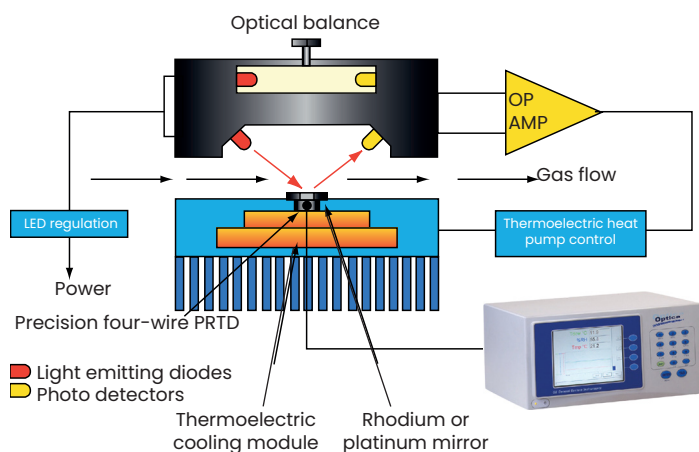 Optical balance
OP
AMP
Gas flow
LED regulation
Thermoelectric heat
pump control
Power
Precision four-wire PRTD
Optica
Light emitting diodes
Photo detectors
Thermoelectric
cooling module
Rhodium or
platinum mirror